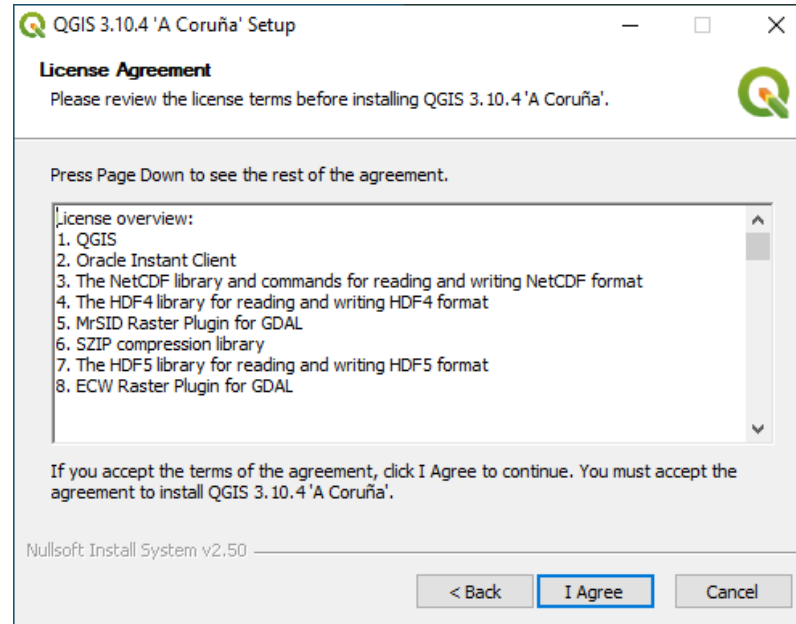 QGIS 3.10.4 'A Coruña' Setup
License Agreement
Please review the license terms before installing QGIS 3.10.4 'A Coruña'.
Press Page Down to see the rest of the agreement.
License overview:
1. QGIS
2. Oracle Instant Client
3. The NetCDF library and commands for reading and writing NetCDF format
4. The HDF4 library for reading and writing HDF4 format
5. MrSID Raster Plugin for GDAL
6. SZIP compression library
7. The HDF5 library for reading and writing HDF5 format
8. ECW Raster Plugin for GDAL
If you accept the terms of the agreement, click I Agree to continue. You must accept the
agreement to install QGIS 3.10.4 'A Coruña'.
Nullsoft Install System v2.50
< Back I Agree Cancel